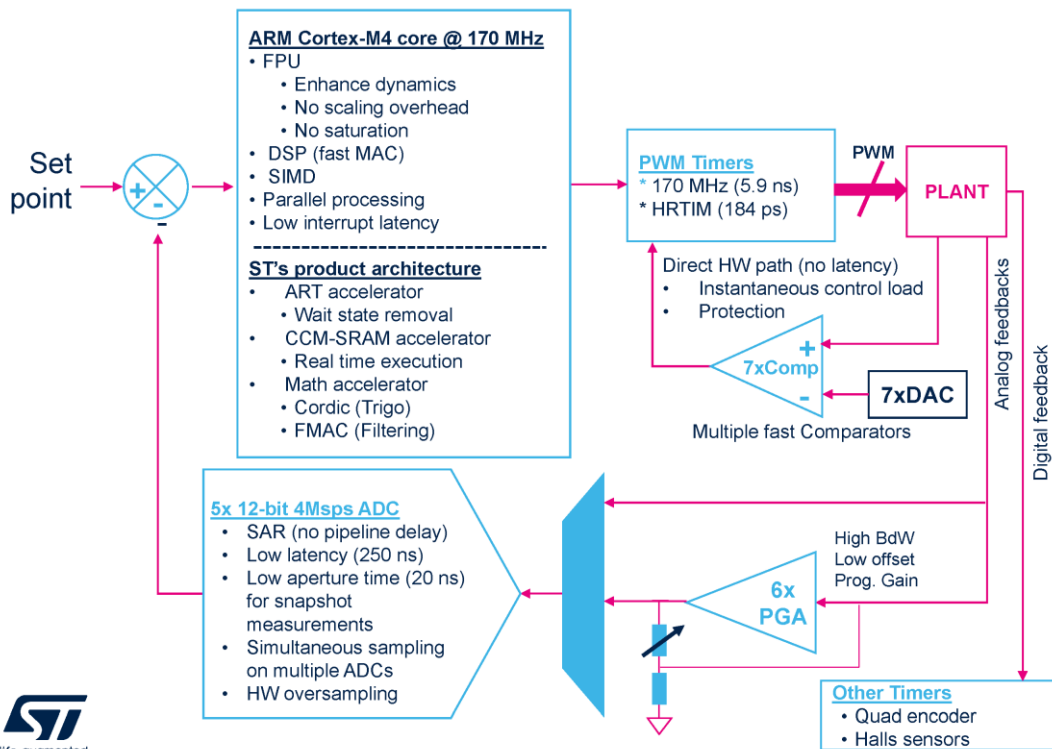 Set
point
+
-
-
ARM Cortex-M4 core @ 170 MHz
• FPU
• Enhance dynamics
• No scaling overhead
• No saturation
• DSP (fast MAC)
• SIMD
• Parallel processing
• Low interrupt latency
ST's product architecture
• ART accelerator
• Wait state removal
• CCM-SRAM accelerator
• Real time execution
• Math accelerator
• Cordic (Trigo)
• FMAC (Filtering)
PWM Timers
* 170 MHz (5.9 ns)
* HRTIM (184 ps)
PWM
PLANT
Direct HW path (no latency)
• Instantaneous control load
• Protection
+
7xComp
-
7xDAC
Multiple fast Comparators
Analog feedbacks
Digital feedback
5x 12-bit 4Msps ADC
• SAR (no pipeline delay)
• Low latency (250 ns)
• Low aperture time (20 ns)
for snapshot
measurements
• Simultaneous sampling
on multiple ADCs
• HW oversampling
High BdW
Low offset
Prog. Gain
6x
PGA
Other Timers
• Quad encoder
• Halls sensors
ST
life.augmented